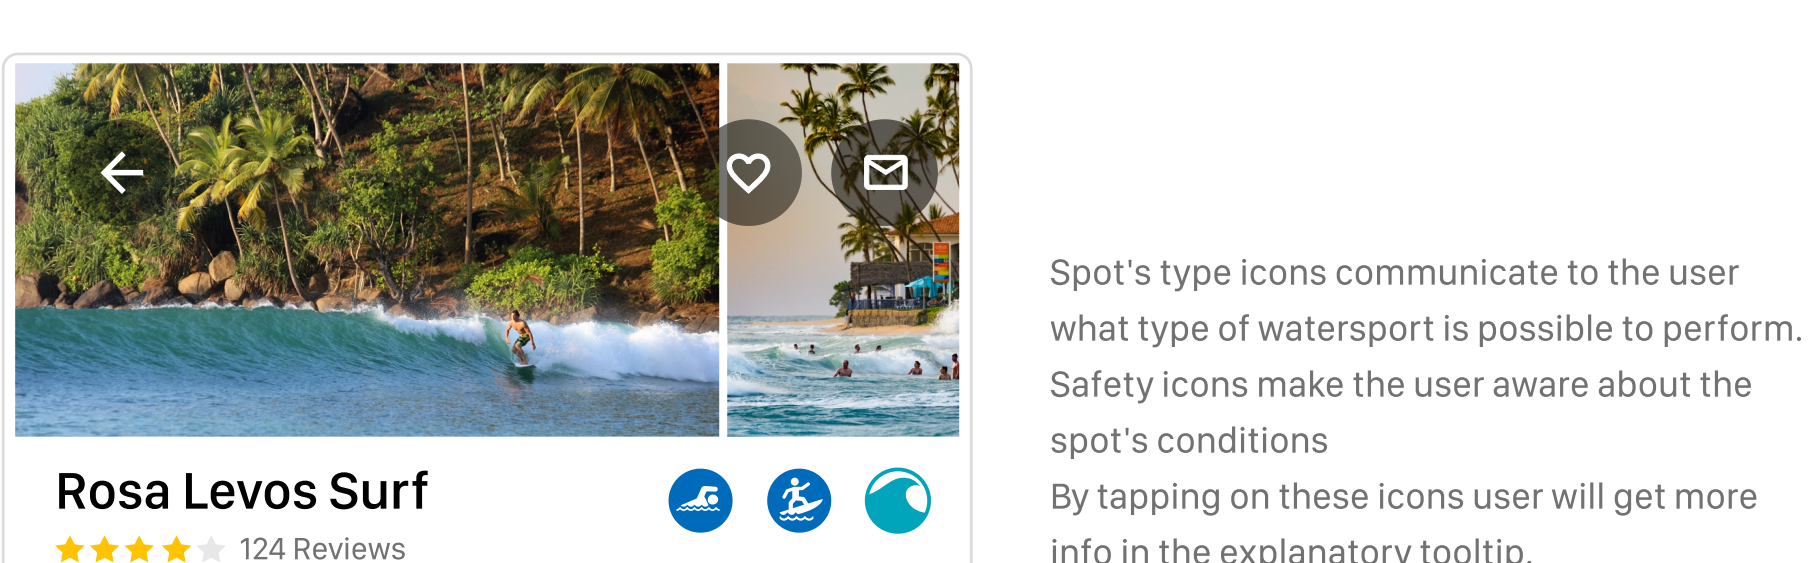 Rosa Levos Surf
124 Reviews
Spot's type icons communicate to the user
what type of watersport is possible to perform.
Safety icons make the user aware about the
spot's conditions
By tapping on these icons user will get more
info in the explanatory tooltip.